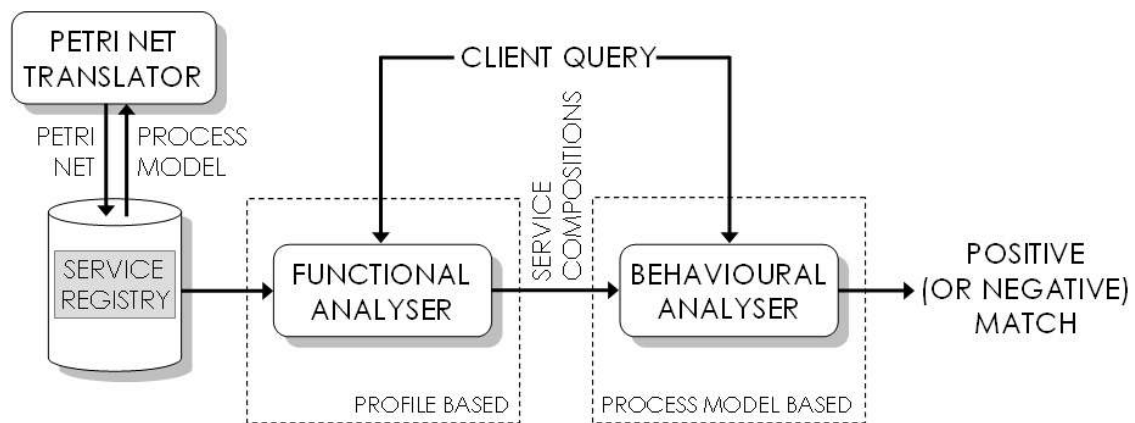 PETRI NET
TRANSLATOR
CLIENT QUERY
PETRI
NET
PROCESS
MODEL
SERVICE
COMPOSITIONS
SERVICE
REGISTRY
FUNCTIONAL
ANALYSER
BEHAVIOURAL
ANALYSER
POSITIVE
(OR NEGATIVE)
MATCH
PROFILE BASED
PROCESS MODEL BASED